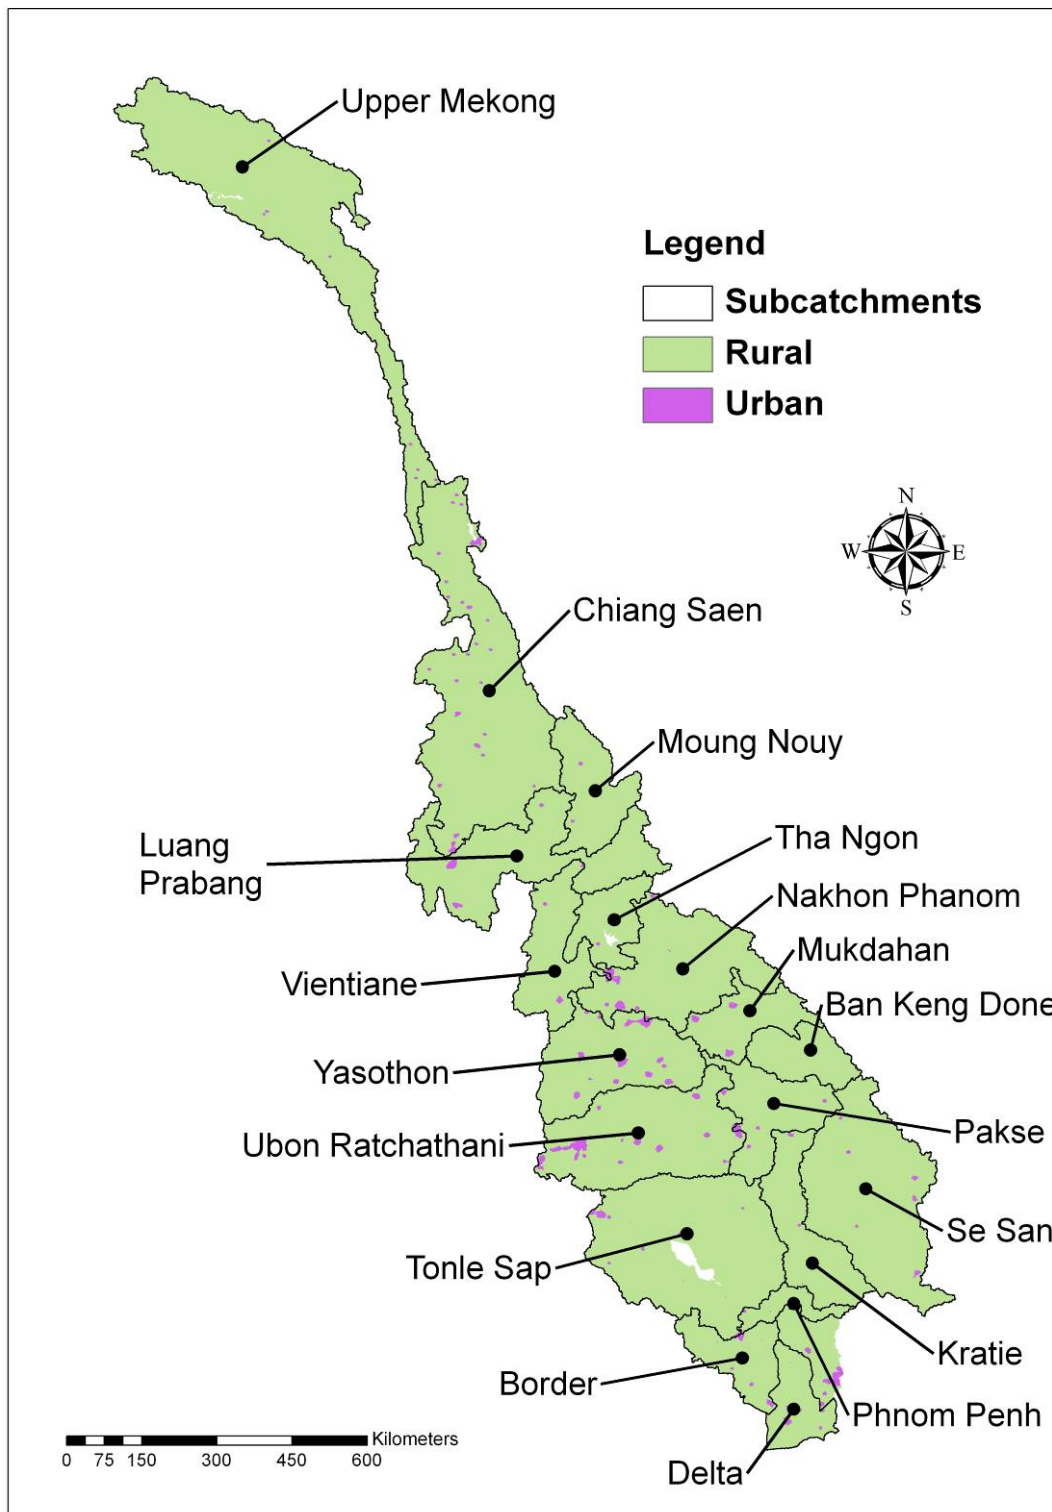 Upper Mekong
Legend
Subcatchments
Rural
Urban
N
W E
S
Chiang Saen
Moung Nouy
Luang
Prabang
Tha Ngon
Nakhon Phanom
Mukdahan
Vientiane
Ban Keng Done
Yasothon
Pakse
Ubon Ratchathani
Se San
Tonle Sap
Kratie
Border
Phnom Penh
Kilometers
0 75 150 300 450 600
Delta